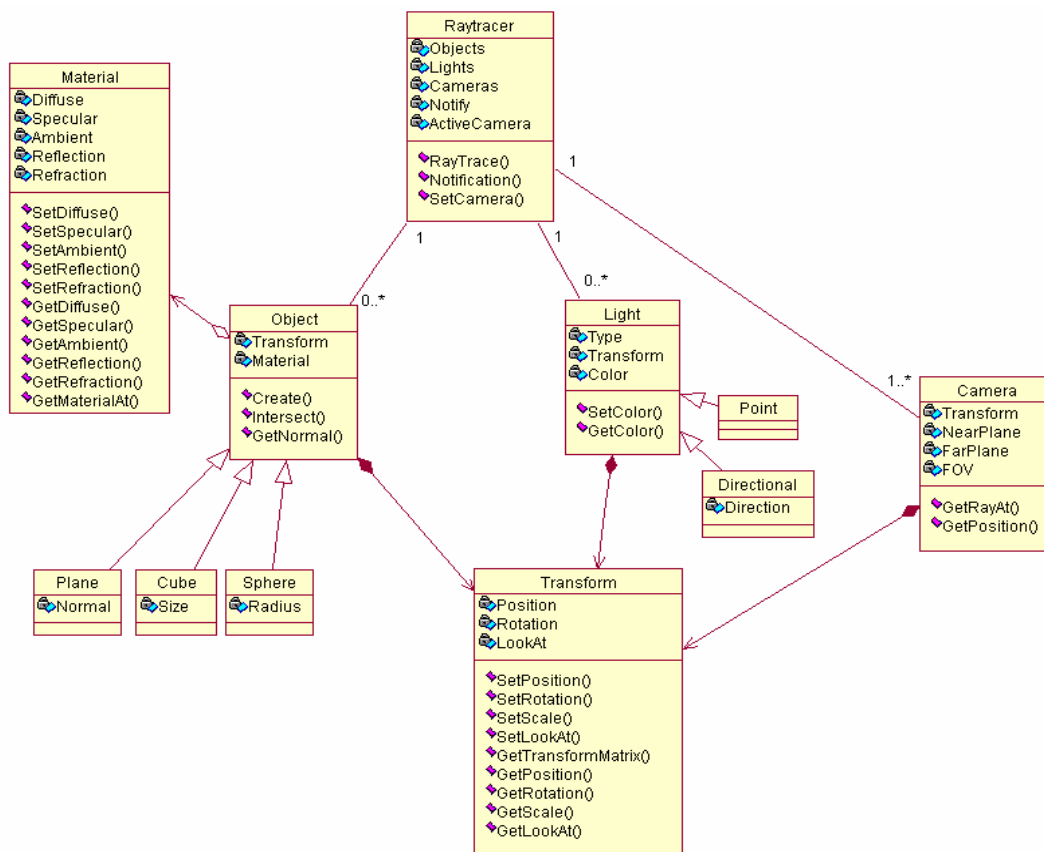 Raytracer
Objects
Lights
Cameras
Notify
ActiveCamera
RayTrace()
Notification()
SetCamera()
Material
Diffuse
Specular
Ambient
Reflection
Refraction
SetDiffuse()
SetSpecular()
SetAmbient()
SetReflection()
SetRefraction()
GetDiffuse()
GetSpecular()
GetAmbient()
GetReflection()
GetRefraction()
GetMaterialAt()
1
1
1
0..*
0..*
1..*
Object
Transform
Material
Create()
Intersect()
GetNormal()
Light
Type
Transform
Color
SetColor()
GetColor()
Point
Directional
Direction
Camera
Transform
NearPlane
FarPlane
FOV
GetRayAt()
GetPosition()
Plane
Normal
Cube
Size
Sphere
Radius
Transform
Position
Rotation
LookAt
SetPosition()
SetRotation()
SetScale()
SetLookAt()
GetTransformMatrix()
GetPosition()
GetRotation()
GetScale()
GetLookAt()